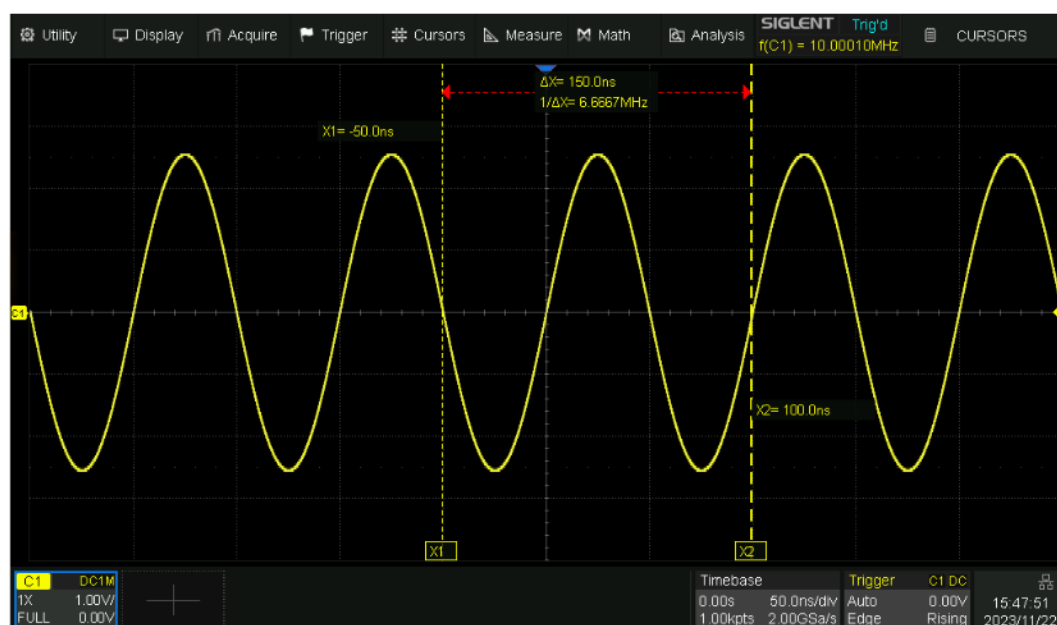 Utility Display Acquire Trigger Cursors Measure Math Analysis SIGLENT Trig'd
f(C1) = 10.00010MHz CURSORS
ΔX= 150.0ns
1/ΔX= 6.6667MHz
X1= -50.0ns
C1
X2= 100.0ns
X1 X2
C1 DC1M Timebase Trigger C1 DC
1X 1.00V/ 0.00s 50.0ns/div Auto 0.00V 15:47:51
FULL 0.00V 1.00kpts 2.00GSa/s Edge Rising 2023/11/22